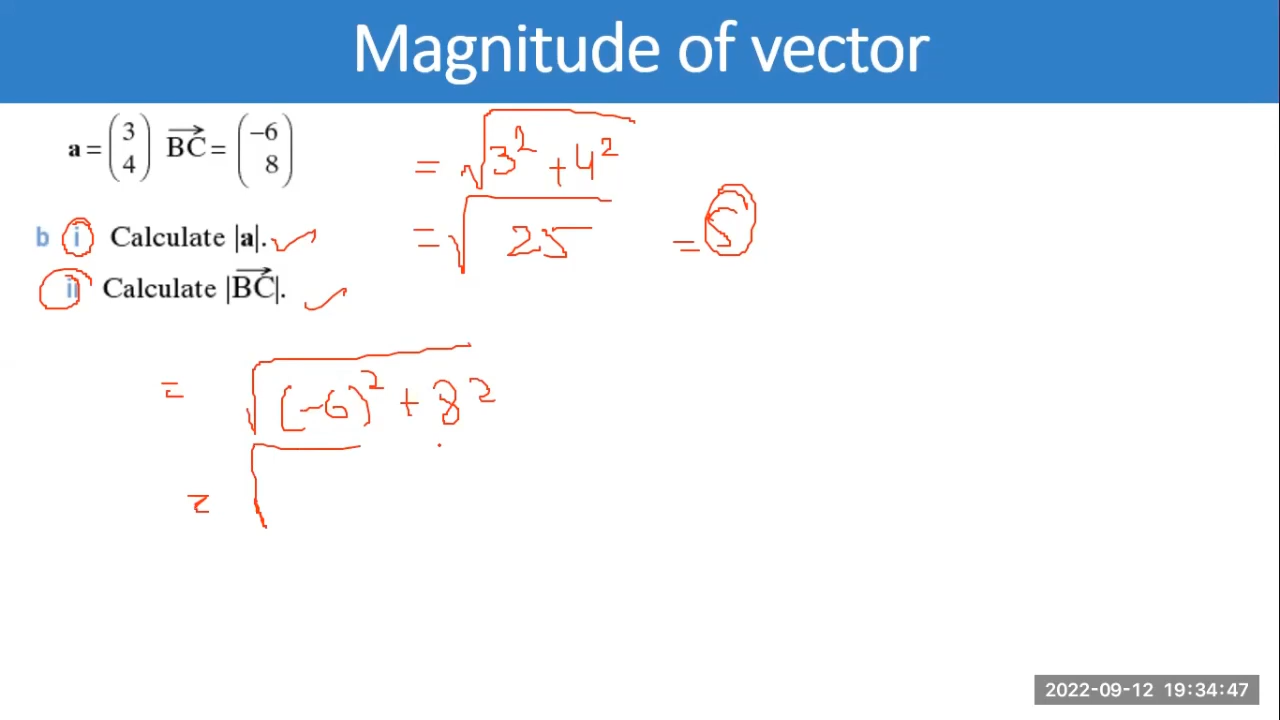 Magnitude of vector
a = (3 4) BC = (−6 8)
= √3² + 4²
= √25 = 5
b i Calculate |a|.
ii Calculate |BC|.
= √(−6)² + 8²
= √
2022-09-12 19:34:47